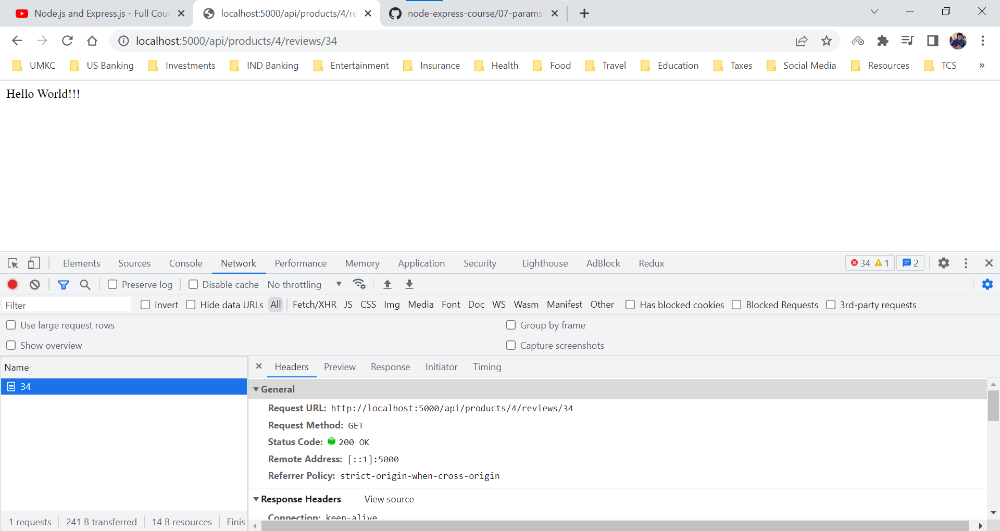 Node.js and Express.js - Full Cour
localhost:5000/api/products/4/re
node-express-course/07-params-
localhost:5000/api/products/4/reviews/34
UMKC US Banking Investments IND Banking Entertainment Insurance Health Food Travel Education Taxes Social Media Resources TCS »
Hello World!!!
Elements Sources Console Network Performance Memory Application Security Lighthouse AdBlock Redux 34 1 2
Preserve log Disable cache No throttling
Filter Invert Hide data URLs All Fetch/XHR JS CSS Img Media Font Doc WS Wasm Manifest Other Has blocked cookies Blocked Requests 3rd-party requests
Use large request rows Group by frame
Show overview Capture screenshots
Name
34
Headers Preview Response Initiator Timing
General
Request URL: http://localhost:5000/api/products/4/reviews/34
Request Method: GET
Status Code: 200 OK
Remote Address: [::1]:5000
Referrer Policy: strict-origin-when-cross-origin
Response Headers View source
Connection: keep-alive
1 requests 241 B transferred 14 B resources Finis